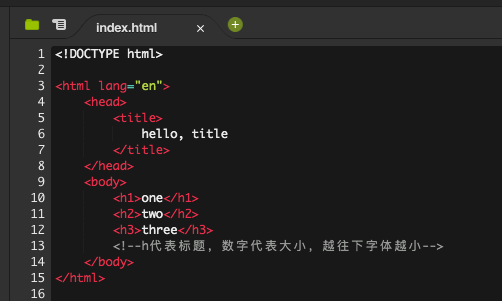 index.html
1 <!DOCTYPE html>
2
3 <html lang="en">
4 <head>
5 <title>
6 hello, title
7 </title>
8 </head>
9 <body>
10 <h1>one</h1>
11 <h2>two</h2>
12 <h3>three</h3>
13 <!--h代表标题，数字代表大小，越往下字体越小-->
14 </body>
15 </html>
16